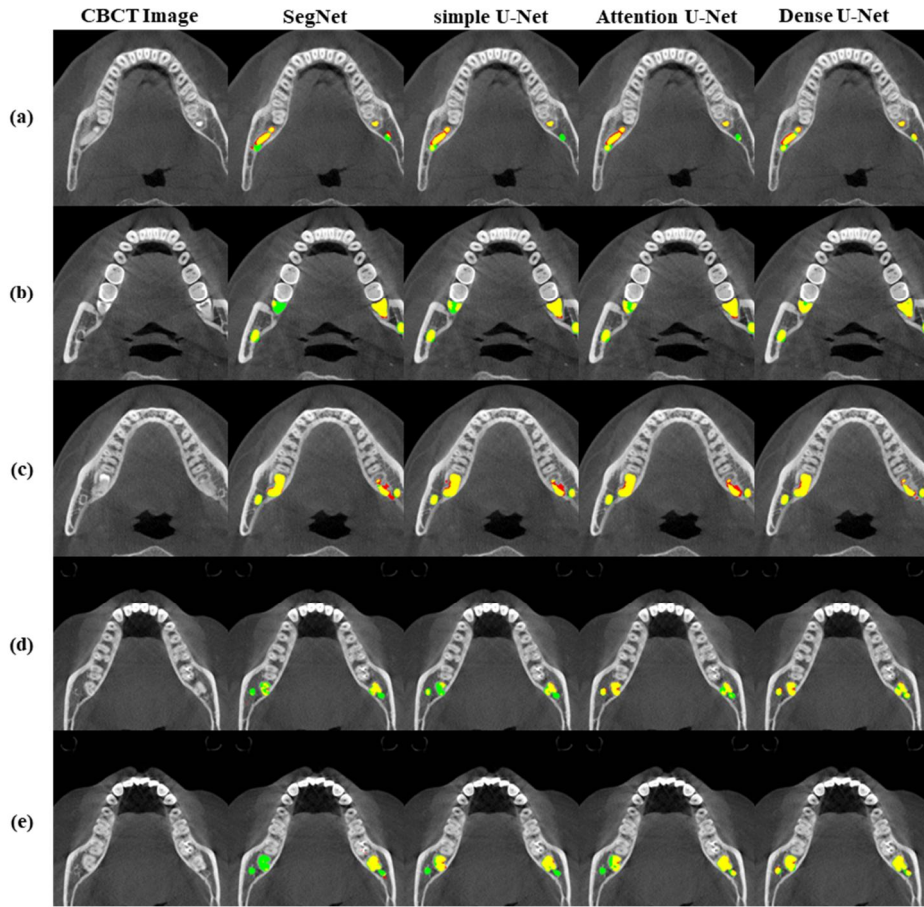 CBCT Image SegNet simple U-Net Attention U-Net Dense U-Net
(a)
(b)
(c)
(d)
(e)